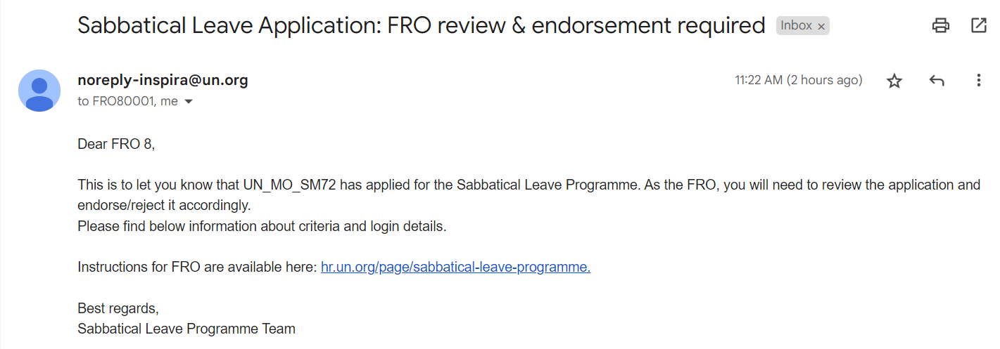 Sabbatical Leave Application: FRO review & endorsement required Inbox ×
noreply-inspira@un.org 11:22 AM (2 hours ago)
to FRO80001, me
Dear FRO 8,
This is to let you know that UN_MO_SM72 has applied for the Sabbatical Leave Programme. As the FRO, you will need to review the application and
endorse/reject it accordingly.
Please find below information about criteria and login details.
Instructions for FRO are available here: hr.un.org/page/sabbatical-leave-programme.
Best regards,
Sabbatical Leave Programme Team